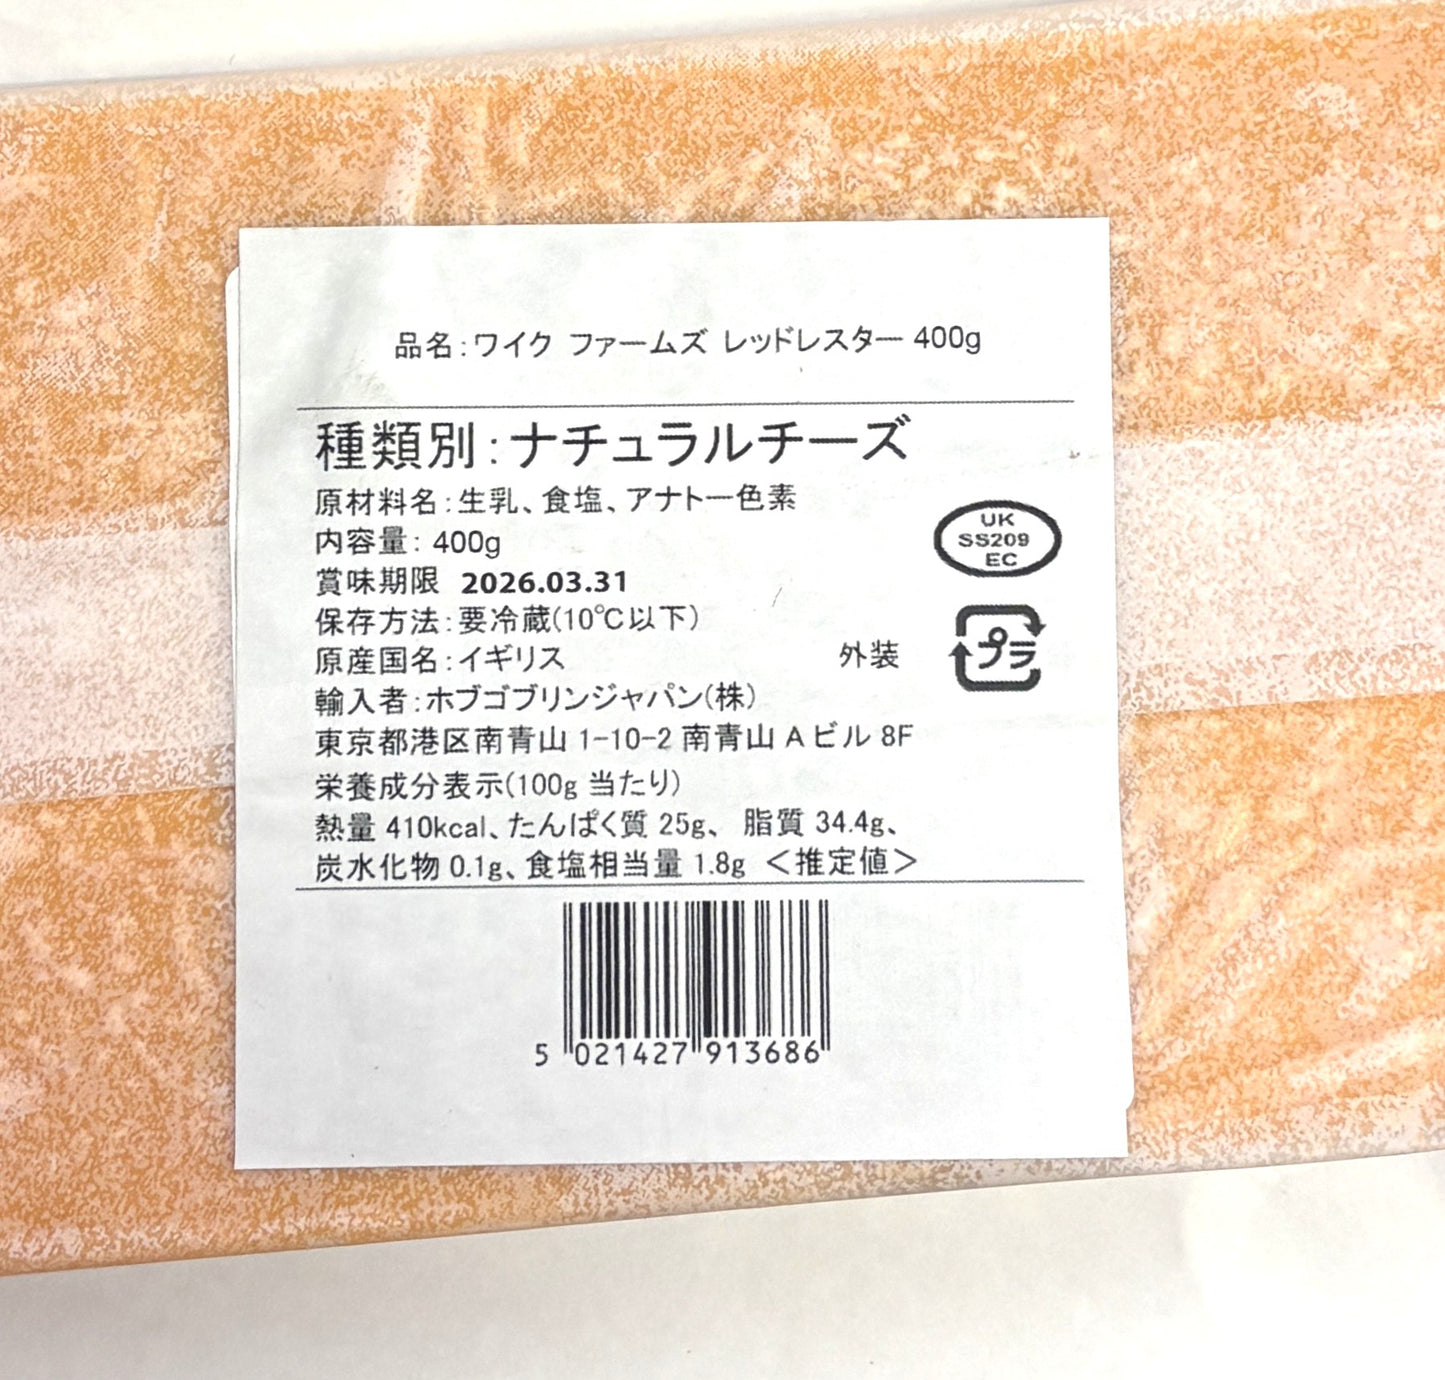 品名：ワイク ファームズ レッドレスター 400g
種類別：ナチュラルチーズ
原材料名：生乳、食塩、アナトー色素
内容量：400g
賞味期限 2026.03.31
保存方法：要冷蔵(10℃以下)
原産国名：イギリス
輸入者：ホブゴブリンジャパン(株)
東京都港区南青山 1-10-2 南青山 A ビル 8F
栄養成分表示(100g 当たり)
熱量 410kcal、たんぱく質 25g、 脂質 34.4g、
炭水化物 0.1g、食塩相当量 1.8g ＜推定値＞
UK
SS209
EC
外装 プラ
5 021427 913686